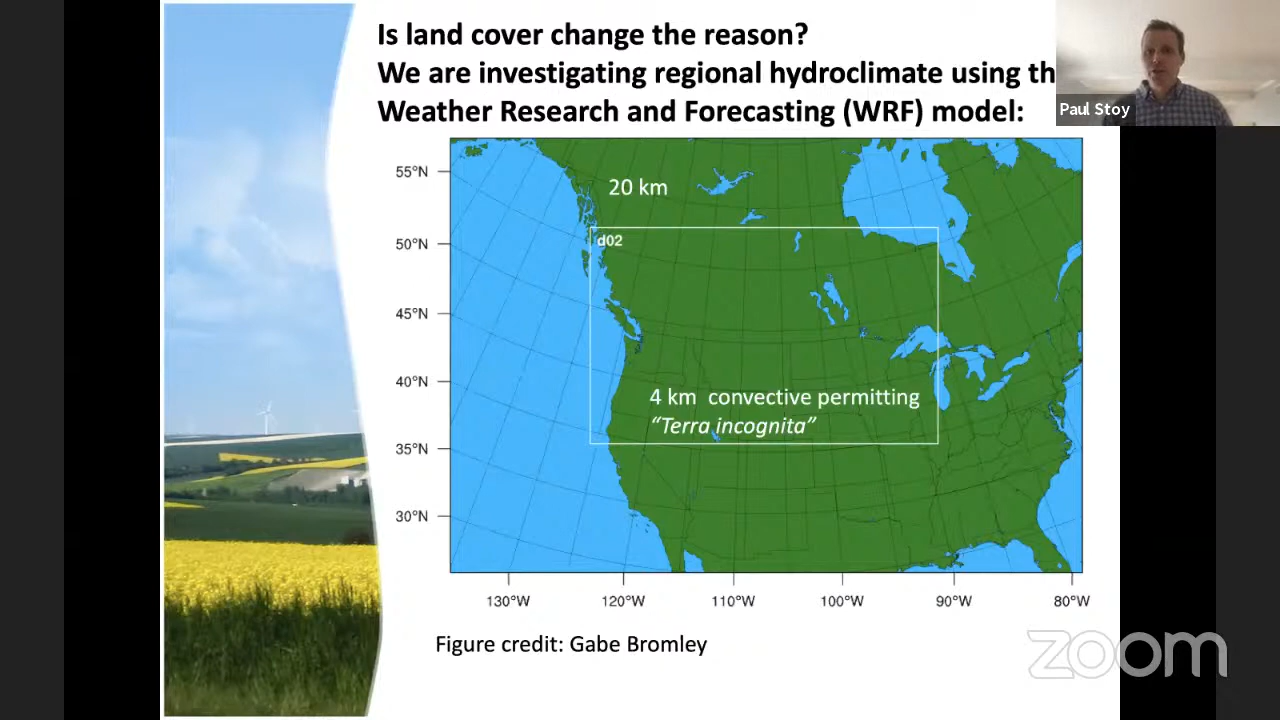 Is land cover change the reason?
We are investigating regional hydroclimate using th
Weather Research and Forecasting (WRF) model:
Paul Stoy
55°N
20 km
50°N
d02
45°N
40°N
4 km convective permitting
“Terra incognita”
35°N
30°N
130°W 120°W 110°W 100°W 90°W 80°W
Figure credit: Gabe Bromley
zoom